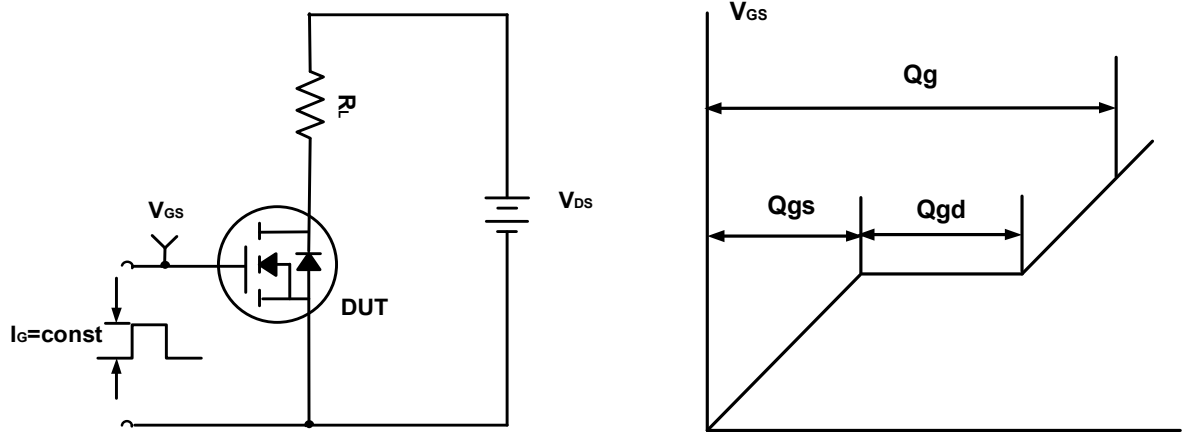 RL
VDS
VGS
DUT
IG=const
VGS
Qg
Qgs
Qgd